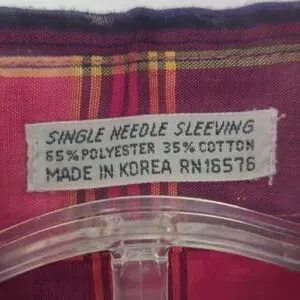 SINGLE NEEDLE SLEEVING
65% POLYESTER 35% COTTON
MADE IN KOREA RN16576